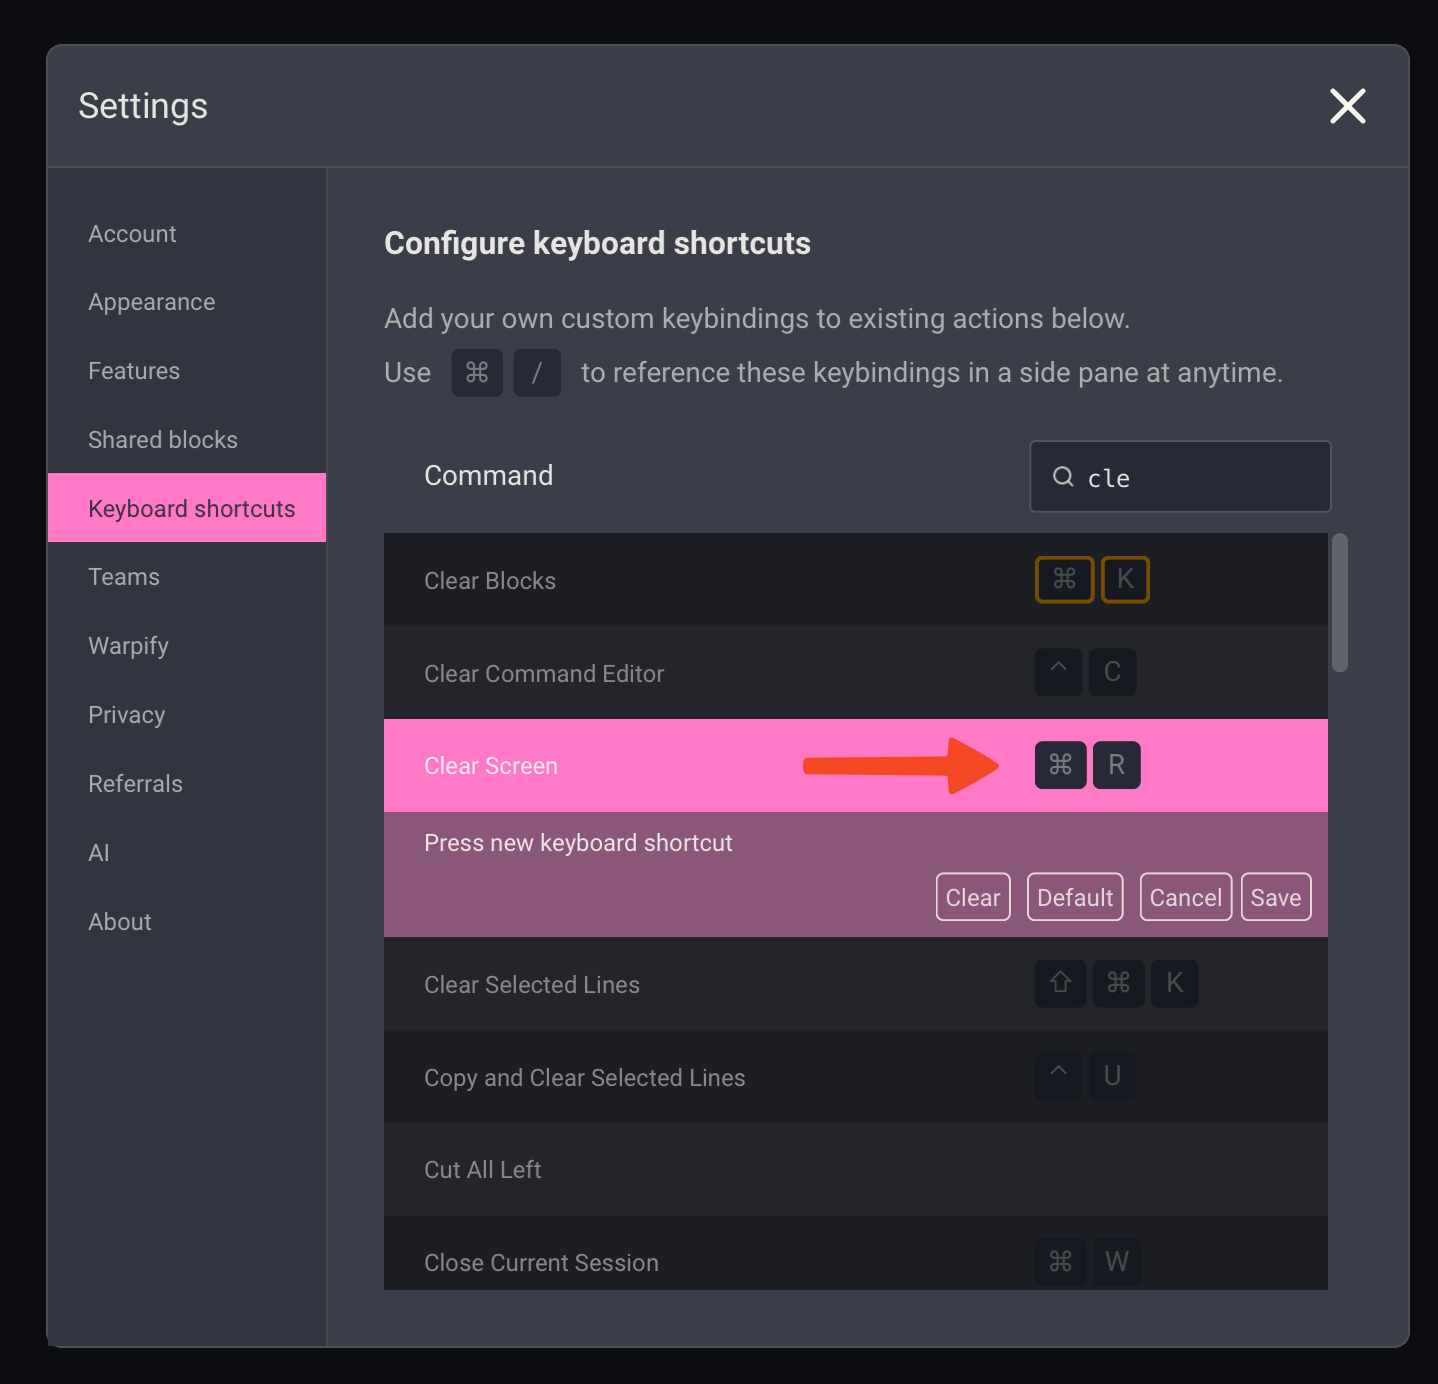 Settings
Account
Appearance
Features
Shared blocks
Keyboard shortcuts
Teams
Warpify
Privacy
Referrals
AI
About
Configure keyboard shortcuts
Add your own custom keybindings to existing actions below.
Use ⌘ / to reference these keybindings in a side pane at anytime.
Command cle
Clear Blocks ⌘ K
Clear Command Editor ^ C
Clear Screen ⌘ R
Press new keyboard shortcut
Clear Default Cancel Save
Clear Selected Lines ⇧ ⌘ K
Copy and Clear Selected Lines ^ U
Cut All Left
Close Current Session ⌘ W